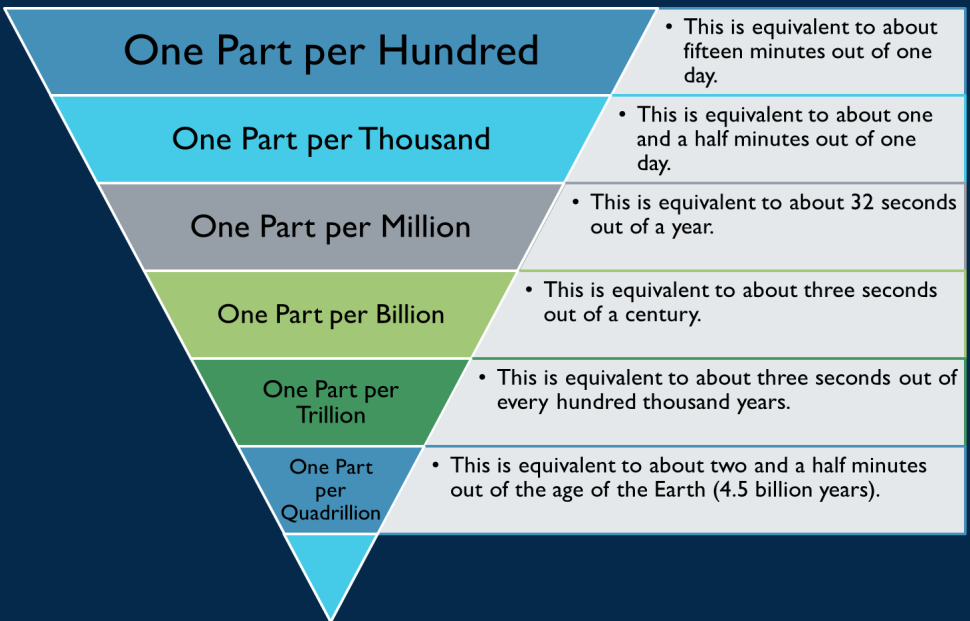 One Part per Hundred
• This is equivalent to about
fifteen minutes out of one
day.
One Part per Thousand
• This is equivalent to about one
and a half minutes out of one
day.
One Part per Million
• This is equivalent to about 32 seconds
out of a year.
One Part per Billion
• This is equivalent to about three seconds
out of a century.
One Part per
Trillion
• This is equivalent to about three seconds out of
every hundred thousand years.
One Part
per
Quadrillion
• This is equivalent to about two and a half minutes
out of the age of the Earth (4.5 billion years).